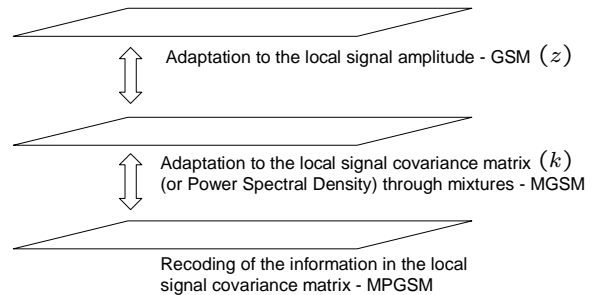 Adaptation to the local signal amplitude - GSM (z)
Adaptation to the local signal covariance matrix (k)
(or Power Spectral Density) through mixtures - MGSM
Recoding of the information in the local
signal covariance matrix - MPGSM